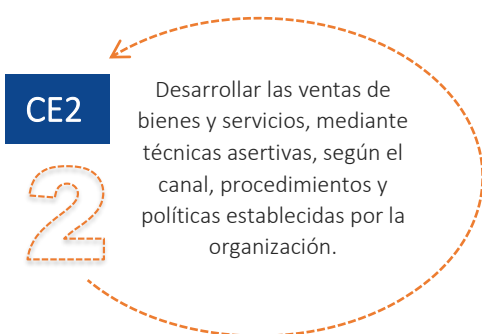 CE2
2
Desarrollar las ventas de
bienes y servicios, mediante
técnicas asertivas, según el
canal, procedimientos y
políticas establecidas por la
organización.